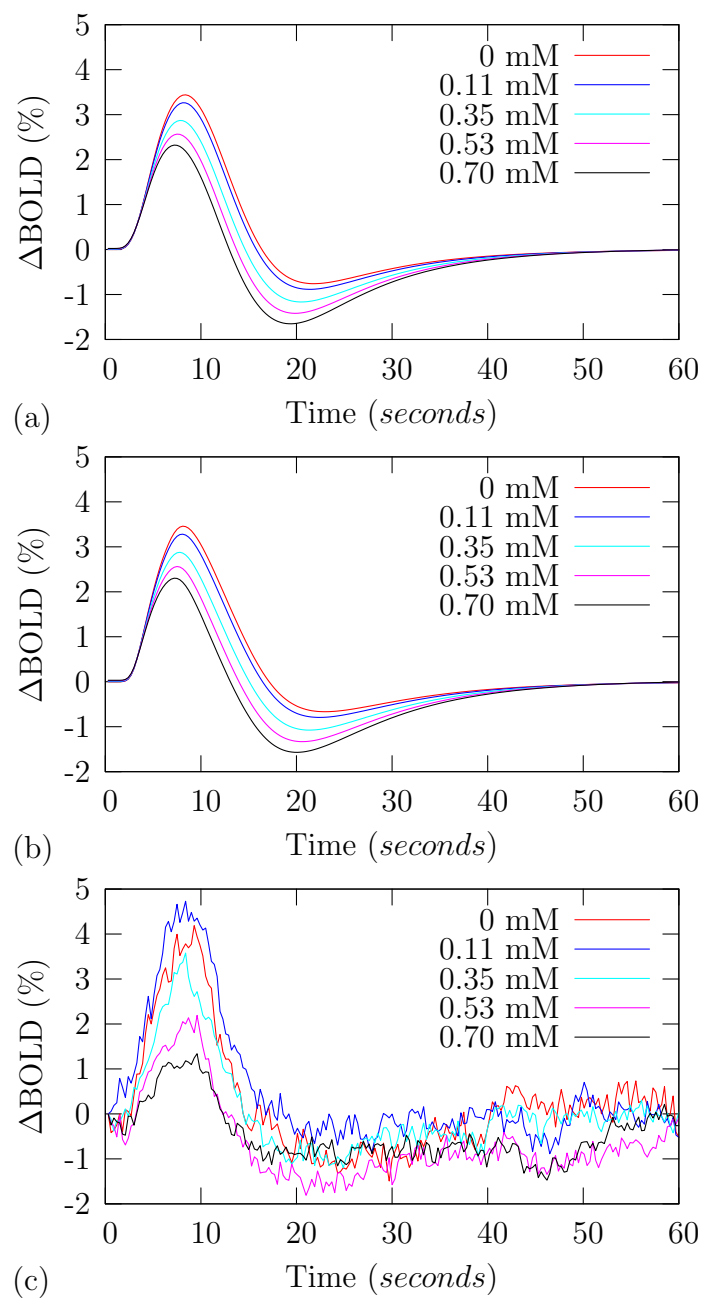 5
4
3
2
1
0
-1
-2
ΔBOLD (%)
0 mM
0.11 mM
0.35 mM
0.53 mM
0.70 mM
0 10 20 30 40 50 60
Time (seconds)
(a)
5
4
3
2
1
0
-1
-2
ΔBOLD (%)
0 mM
0.11 mM
0.35 mM
0.53 mM
0.70 mM
0 10 20 30 40 50 60
Time (seconds)
(b)
5
4
3
2
1
0
-1
-2
ΔBOLD (%)
0 mM
0.11 mM
0.35 mM
0.53 mM
0.70 mM
0 10 20 30 40 50 60
Time (seconds)
(c)